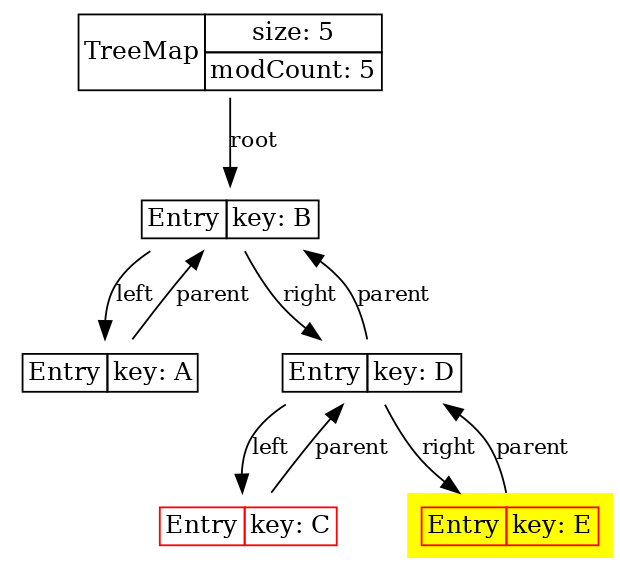 TreeMap size: 5
modCount: 5
root
Entry key: B
left parent right parent
Entry key: A Entry key: D
left parent right parent
Entry key: C Entry key: E